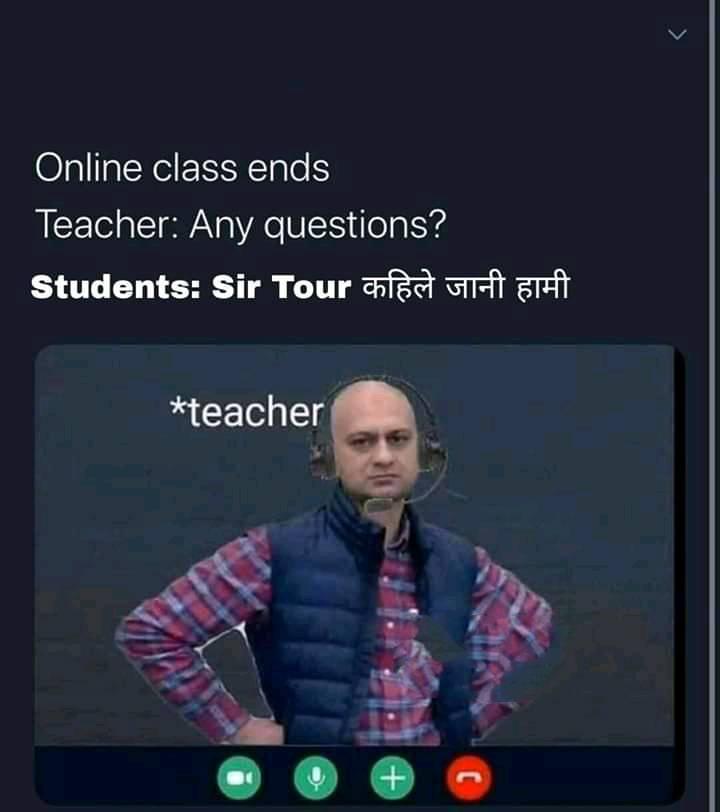 Online class ends
Teacher: Any questions?
Students: Sir Tour कहिले जानी हामी
*teacher